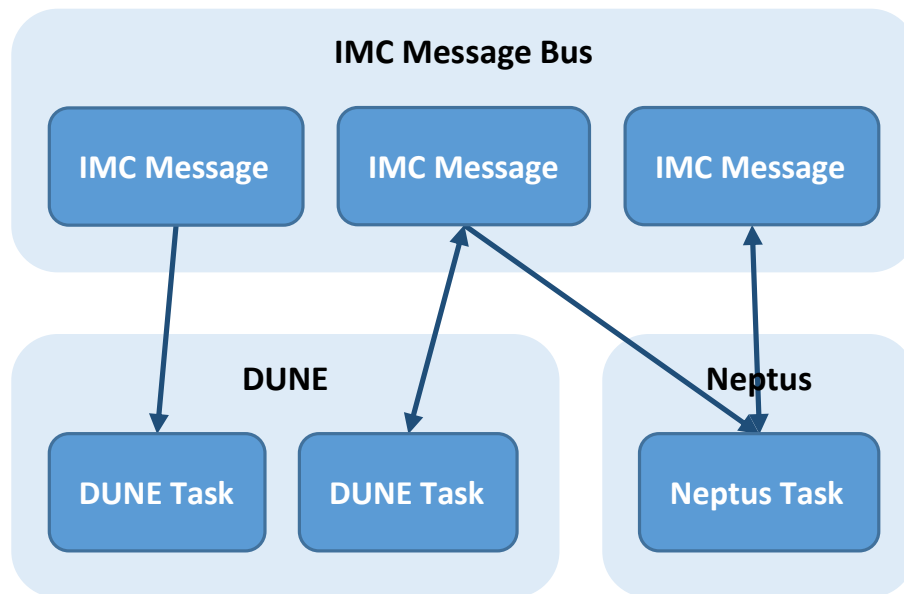 IMC Message Bus
IMC Message
IMC Message
IMC Message
DUNE
Neptus
DUNE Task
DUNE Task
Neptus Task